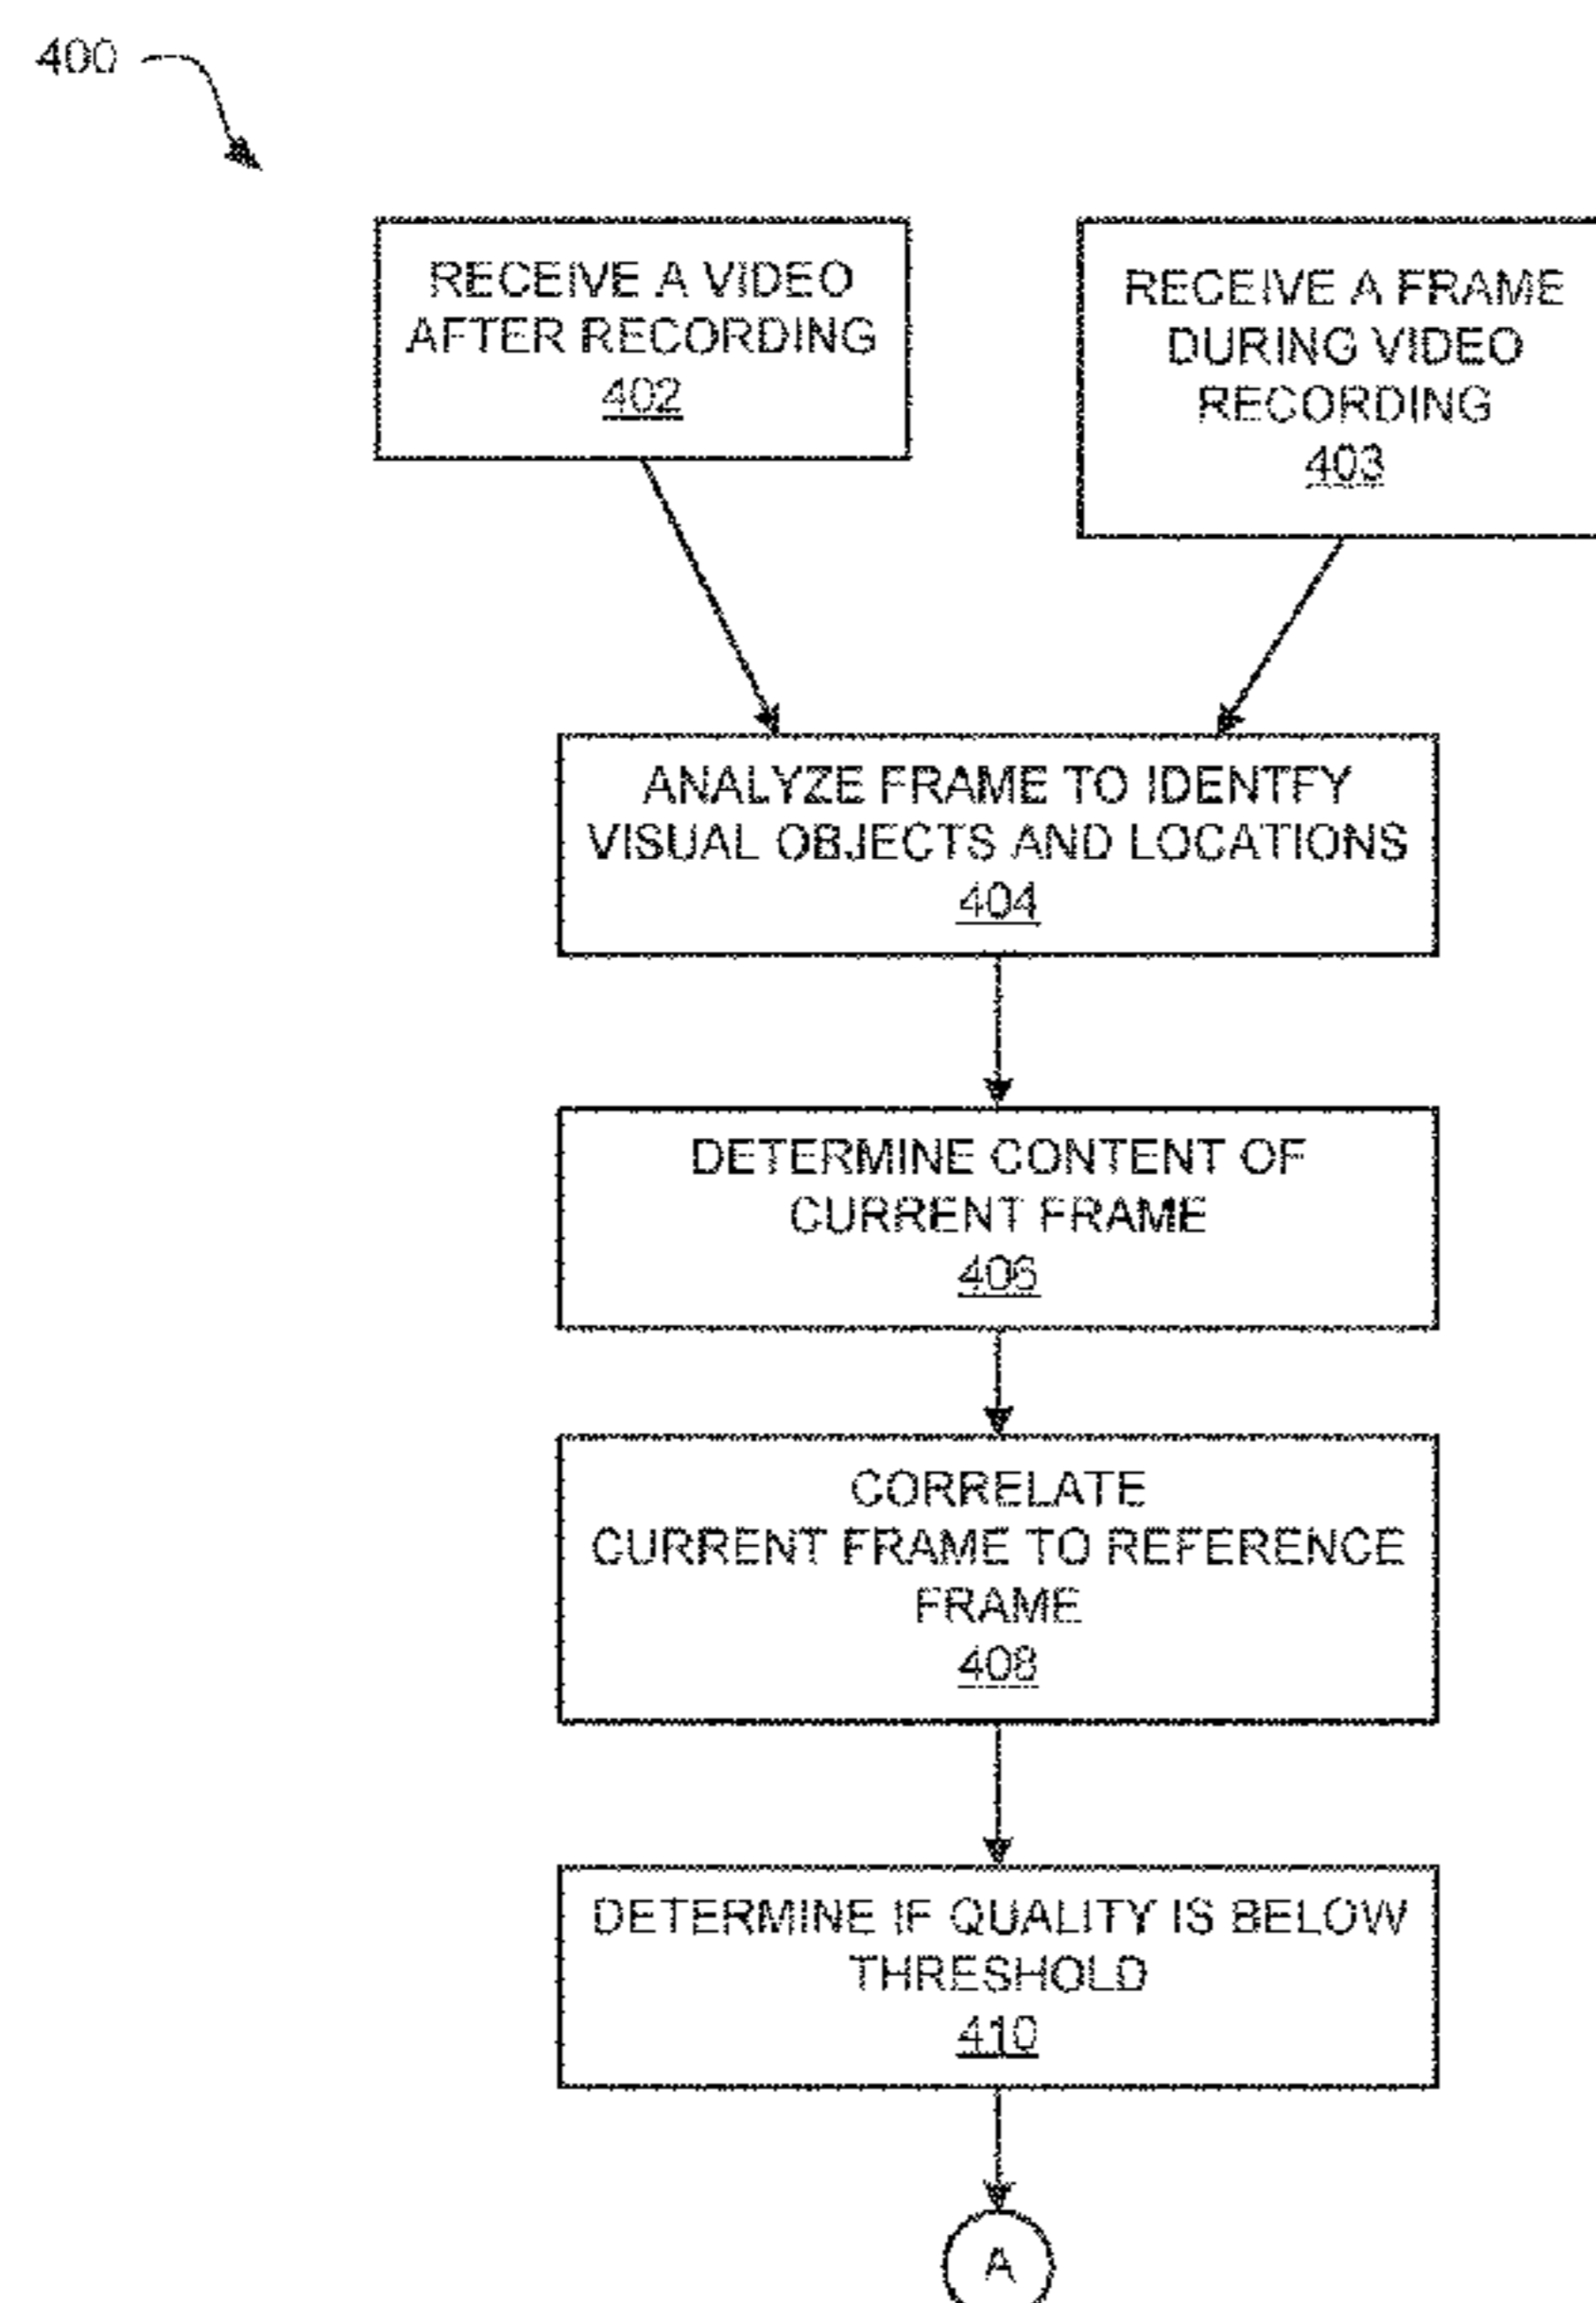 400
RECEIVE A VIDEO
AFTER RECORDING
402
RECEIVE A FRAME
DURING VIDEO
RECORDING
403
ANALYZE FRAME TO IDENTFY
VISUAL OBJECTS AND LOCATIONS
404
DETERMINE CONTENT OF
CURRENT FRAME
406
CORRELATE
CURRENT FRAME TO REFERENCE
FRAME
408
DETERMINE IF QUALITY IS BELOW
THRESHOLD
410
A